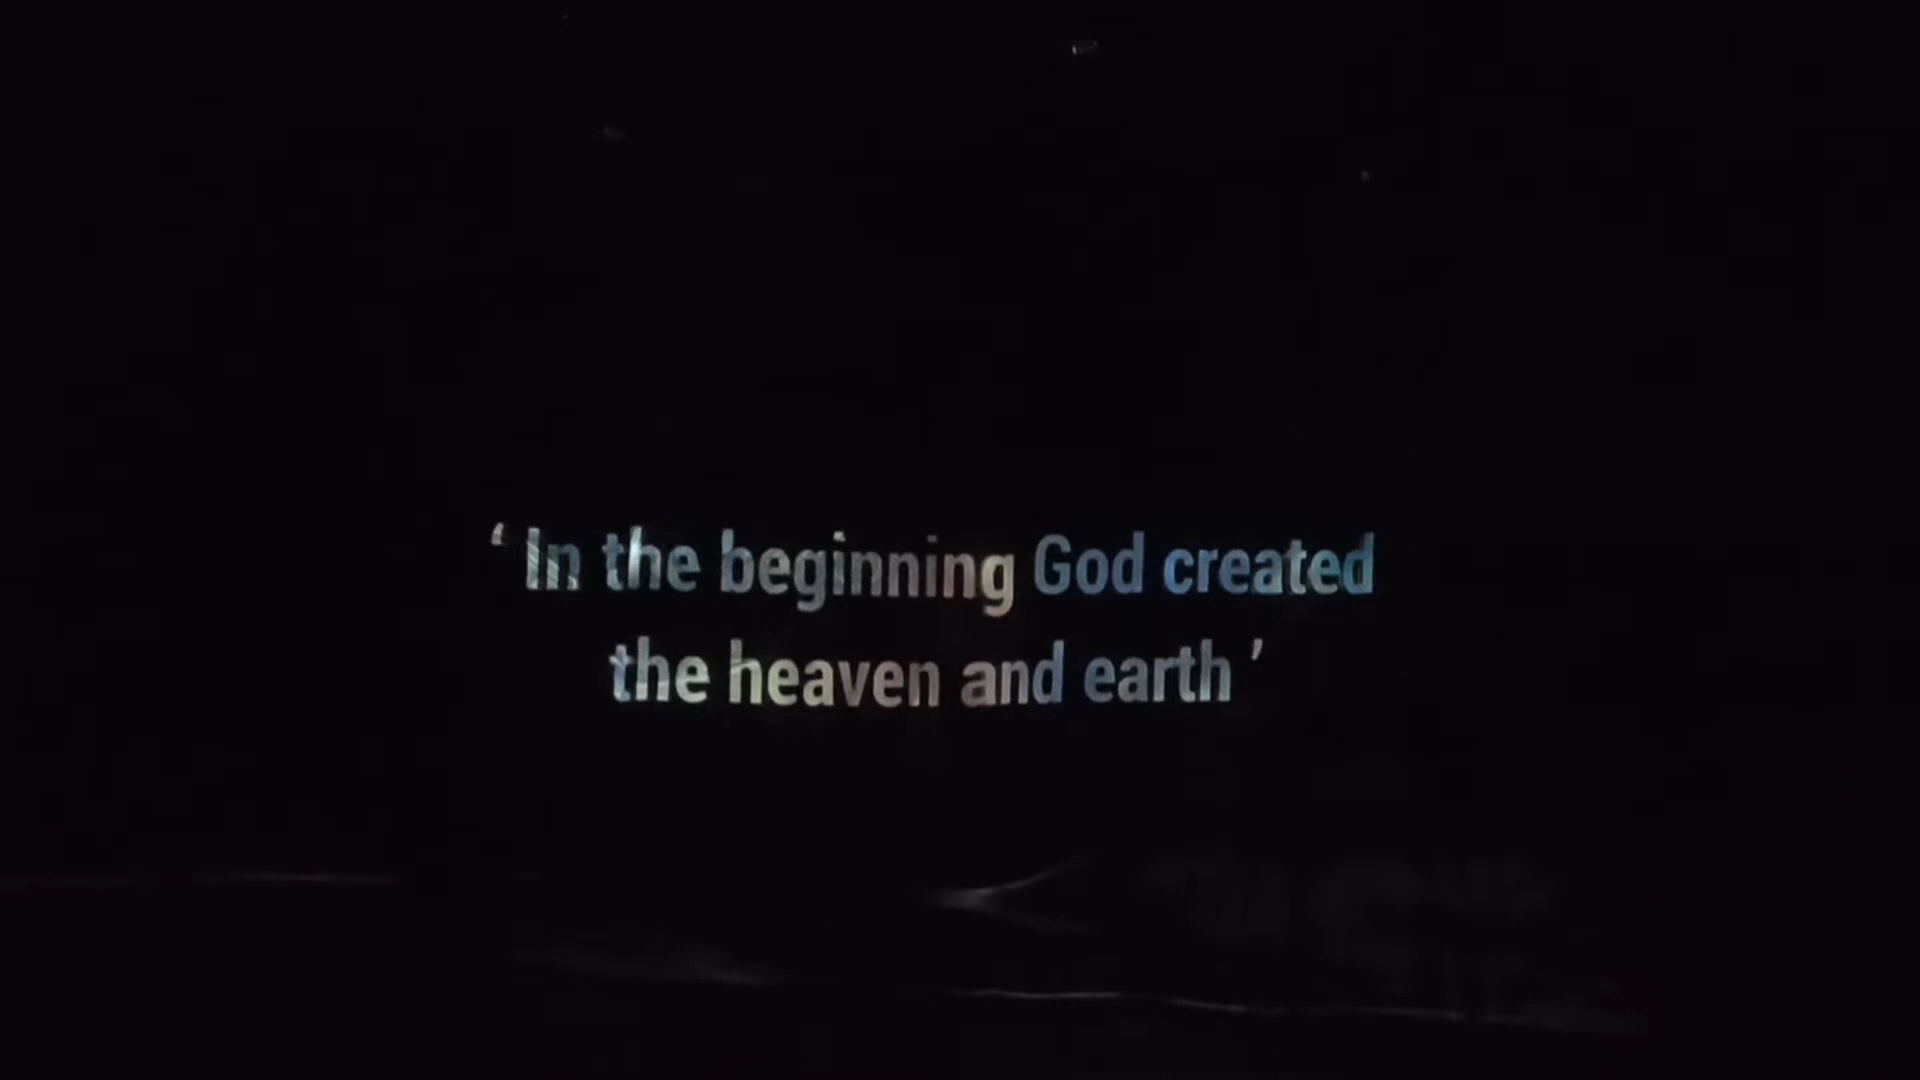 ‘ In the beginning God created
the heaven and earth ’